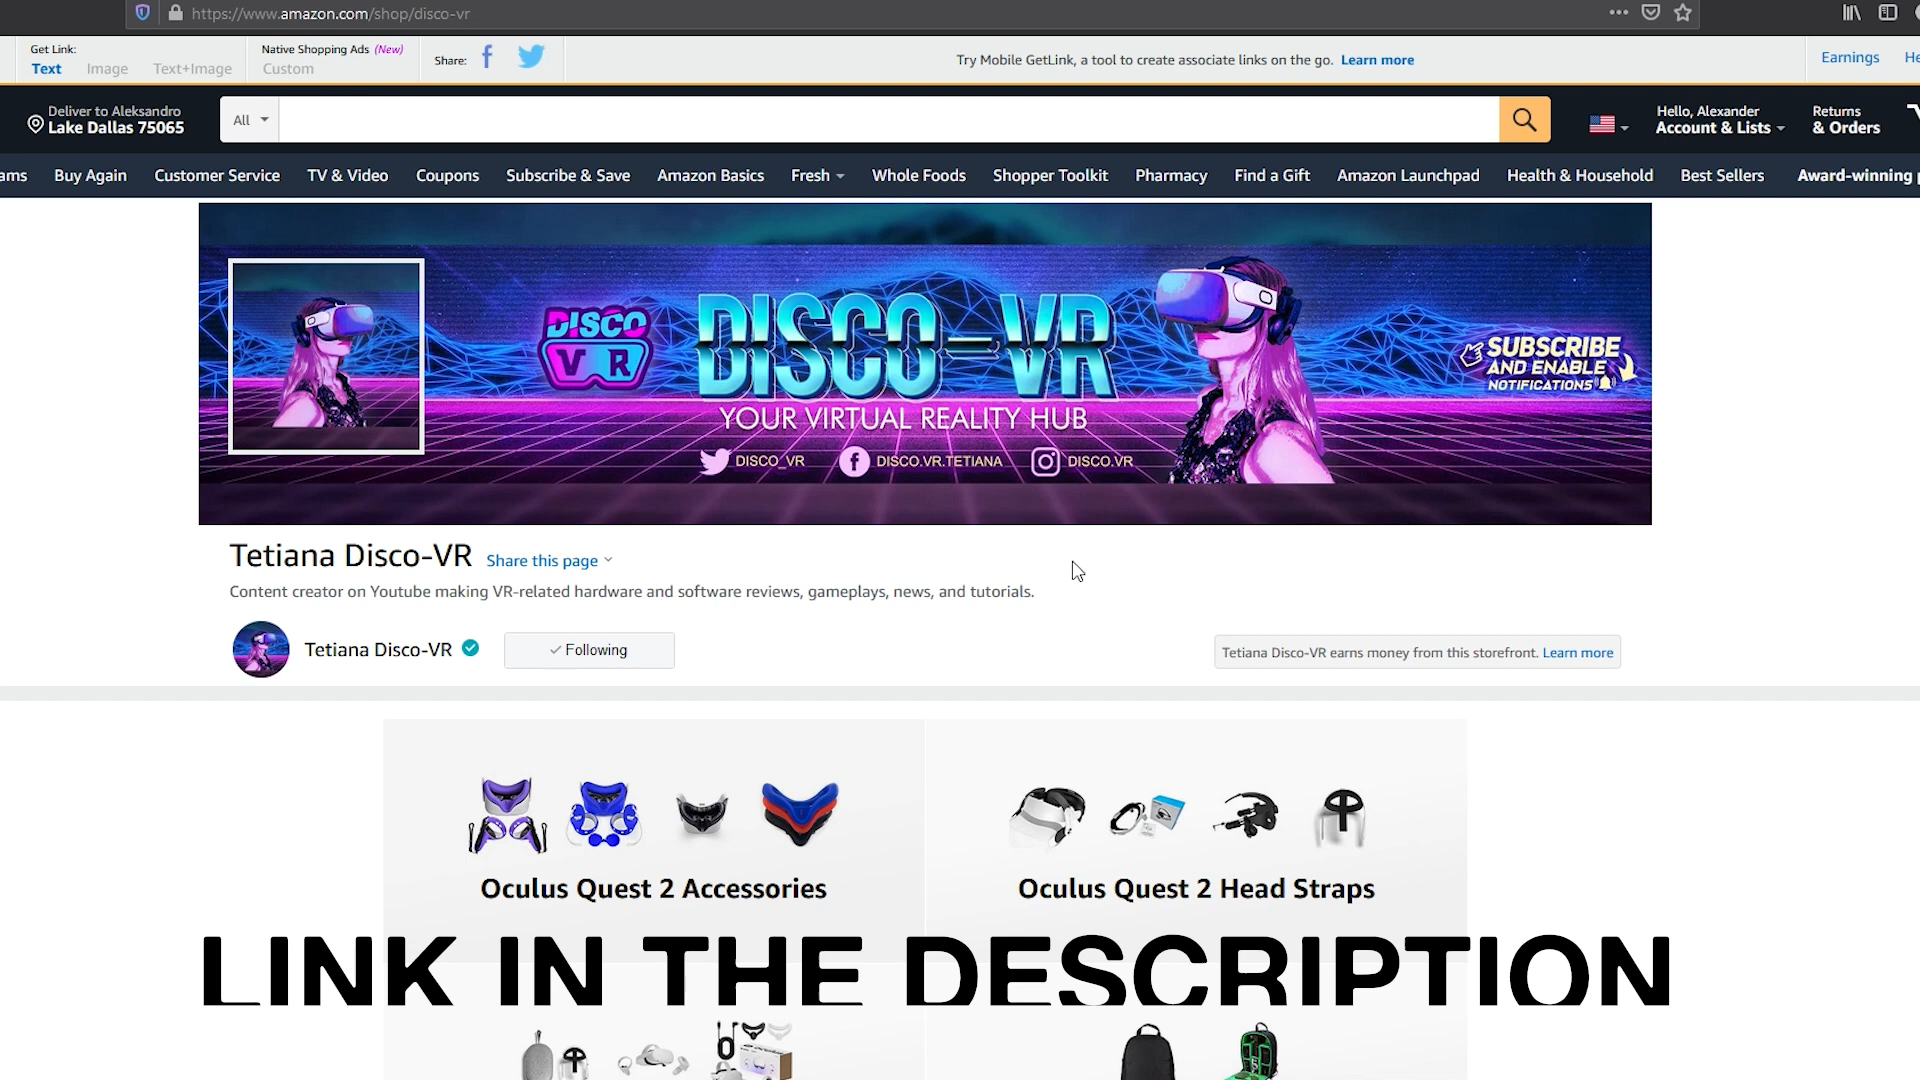 https://www.amazon.com/shop/disco-vr
Get Link:
Text Image Text+Image
Native Shopping Ads (New)
Custom
Share:
Try Mobile GetLink, a tool to create associate links on the go. Learn more
Earnings He
Deliver to Aleksandro
Lake Dallas 75065
All
Hello, Alexander
Account & Lists
Returns
& Orders
ams Buy Again Customer Service TV & Video Coupons Subscribe & Save Amazon Basics Fresh Whole Foods Shopper Toolkit Pharmacy Find a Gift Amazon Launchpad Health & Household Best Sellers Award-winning p
DISCO
VR
DISCO-VR
YOUR VIRTUAL REALITY HUB
DISCO_VR DISCO.VR.TETIANA DISCO.VR
SUBSCRIBE
AND ENABLE
NOTIFICATIONS
Tetiana Disco-VR Share this page
Content creator on Youtube making VR-related hardware and software reviews, gameplays, news, and tutorials.
Tetiana Disco-VR
Following
Tetiana Disco-VR earns money from this storefront. Learn more
Oculus Quest 2 Accessories
Oculus Quest 2 Head Straps
LINK IN THE DESCRIPTION